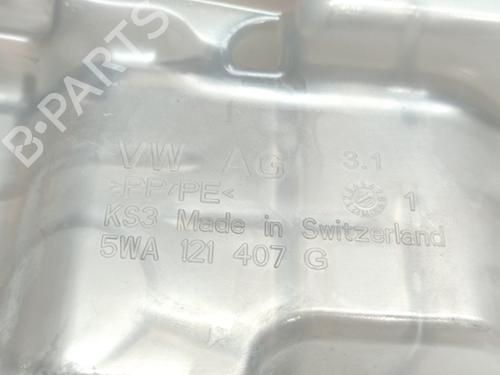 B-PARTS
VW AG 3.1
>PP/PE< 1
KS3 Made in Switzerland
5WA 121 407 G